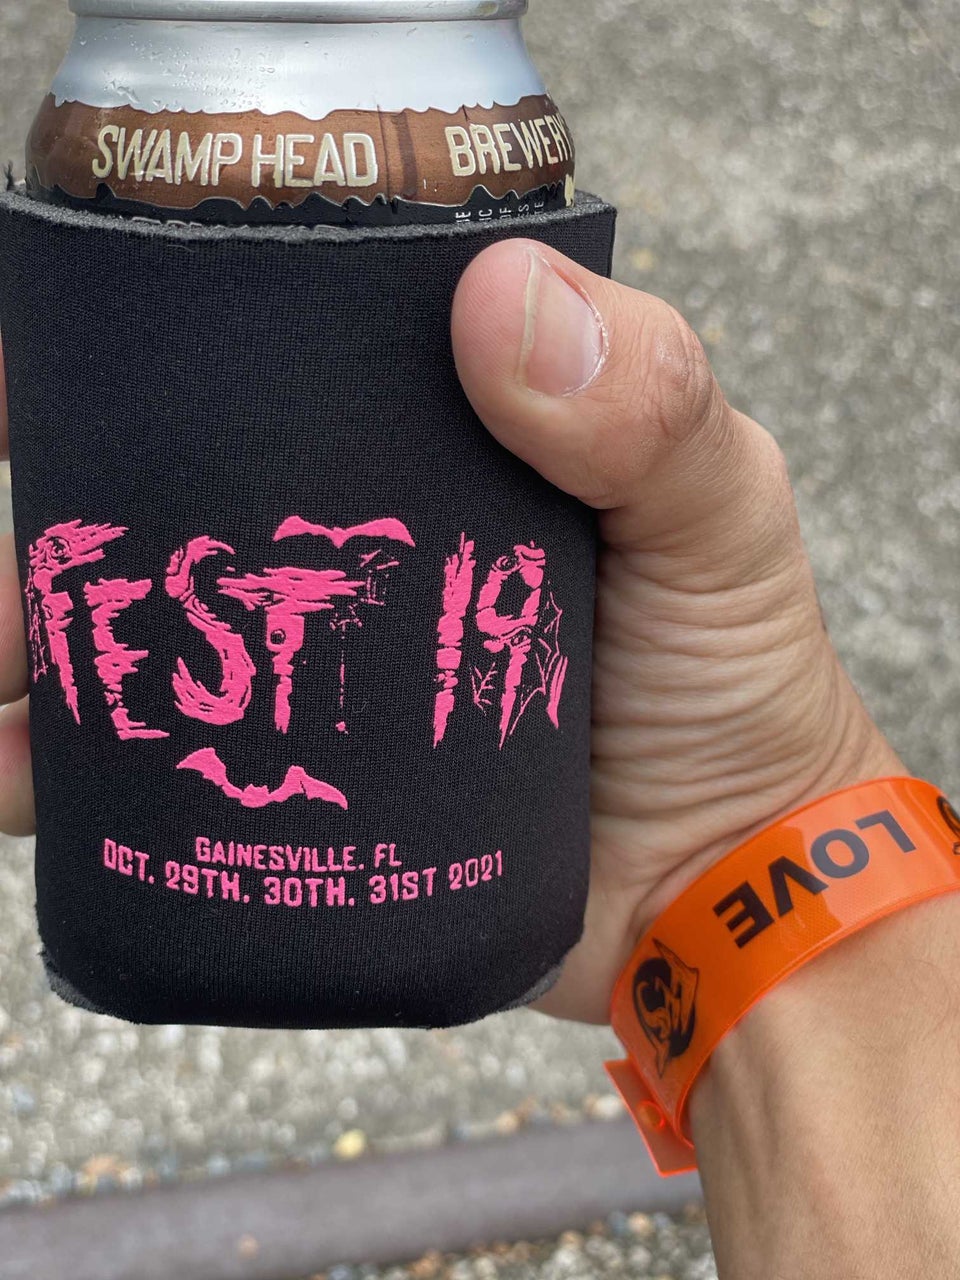 SWAMP HEAD BREWERY
FEST 19
GAINESVILLE, FL
OCT. 29TH, 30TH, 31ST 2021
LOVE